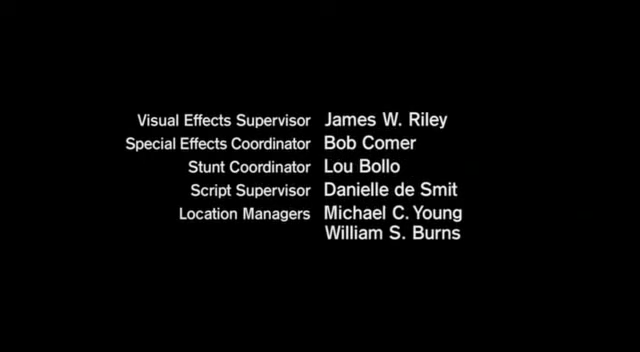 Visual Effects Supervisor James W. Riley
Special Effects Coordinator Bob Comer
Stunt Coordinator Lou Bollo
Script Supervisor Danielle de Smit
Location Managers Michael C. Young
William S. Burns